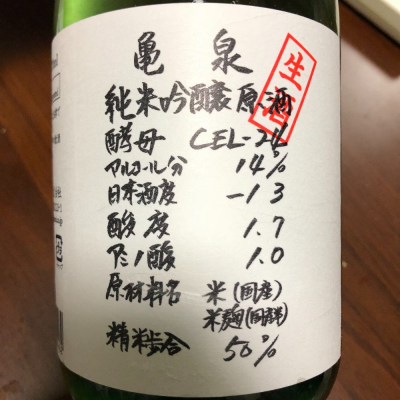 亀泉
純米吟醸原酒
生酒
酵母 CEL-24
アルコール分 14%
日本酒度 -13
酸度 1.7
アミノ酸 1.0
原材料名 米(国産)
米麹(国産米)
精米歩合 50%